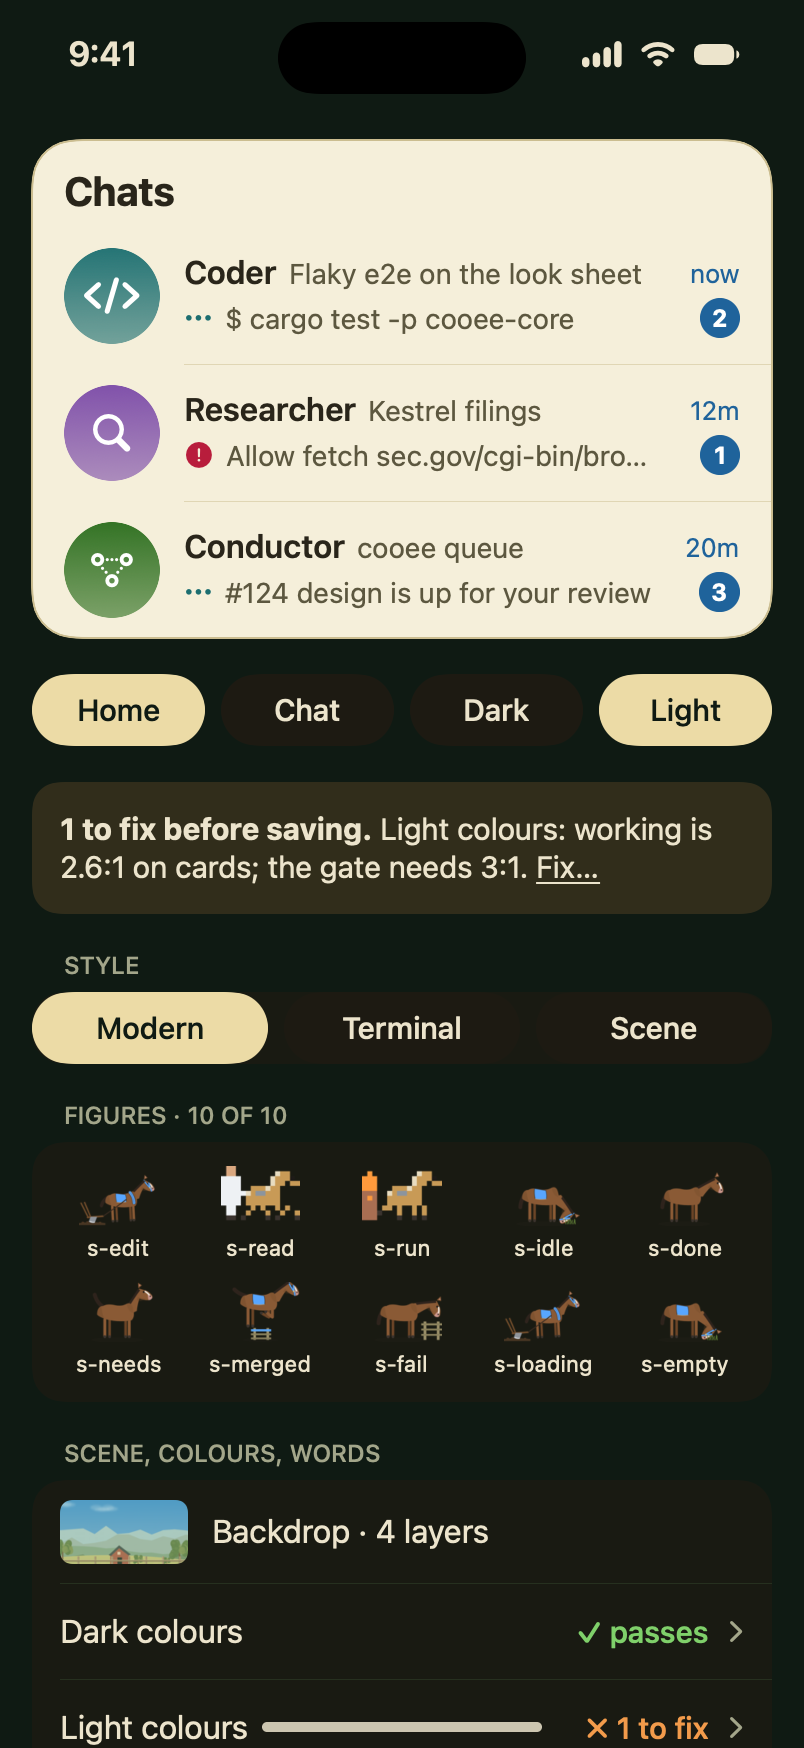 9:41
Chats
Coder Flaky e2e on the look sheet now
••• $ cargo test -p cooee-core 2
Researcher Kestrel filings 12m
! Allow fetch sec.gov/cgi-bin/bro... 1
Conductor cooee queue 20m
••• #124 design is up for your review 3
Home Chat Dark Light
1 to fix before saving. Light colours: working is
2.6:1 on cards; the gate needs 3:1. Fix...
STYLE
Modern Terminal Scene
FIGURES · 10 OF 10
s-edit s-read s-run s-idle s-done
s-needs s-merged s-fail s-loading s-empty
SCENE, COLOURS, WORDS
Backdrop · 4 layers
Dark colours ✓ passes >
Light colours ✕ 1 to fix >